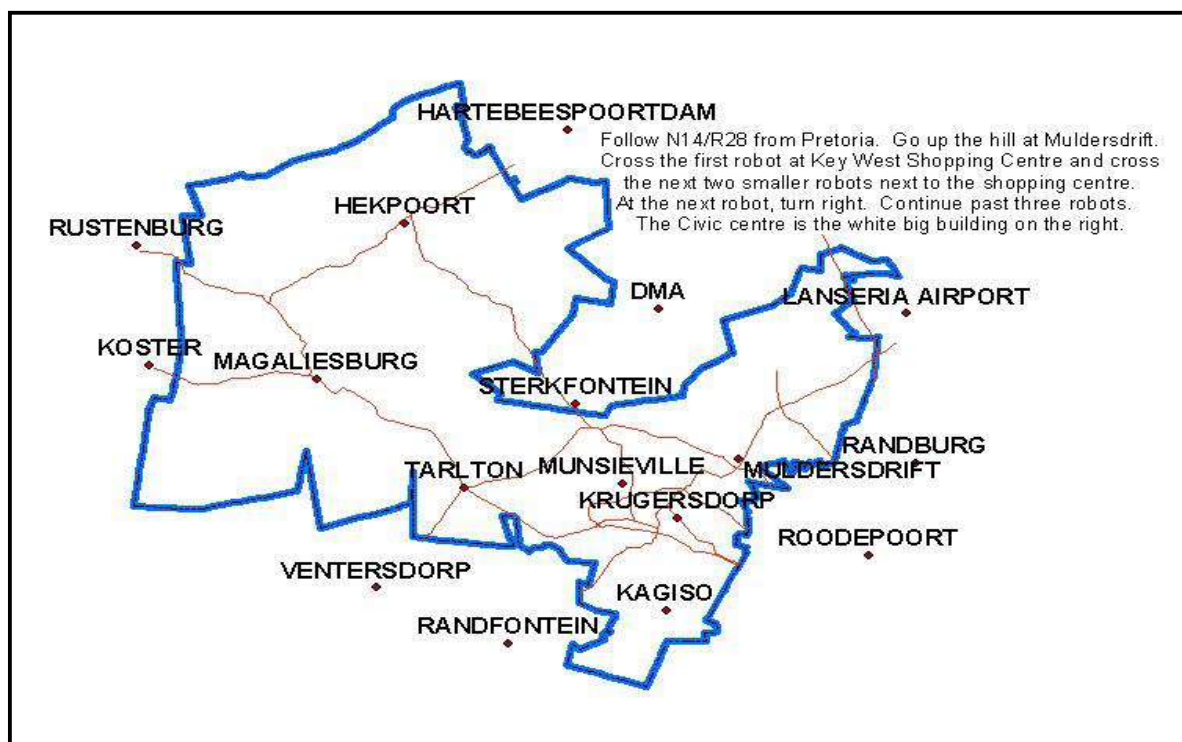 HARTEBEESPOORTDAM
Follow N14/R28 from Pretoria. Go up the hill at Muldersdrift.
Cross the first robot at Key West Shopping Centre and cross
the next two smaller robots next to the shopping centre.
At the next robot, turn right. Continue past three robots.
The Civic centre is the white big building on the right.
HEKPOORT
RUSTENBURG
DMA
LANSERIA AIRPORT
KOSTER
MAGALIESBURG
STERKFONTEIN
RANDBURG
TARLTON
MUNSIEVILLE
MULDERSDRIFT
KRUGERSDORP
ROODEPOORT
VENTERSDORP
KAGISO
RANDFONTEIN